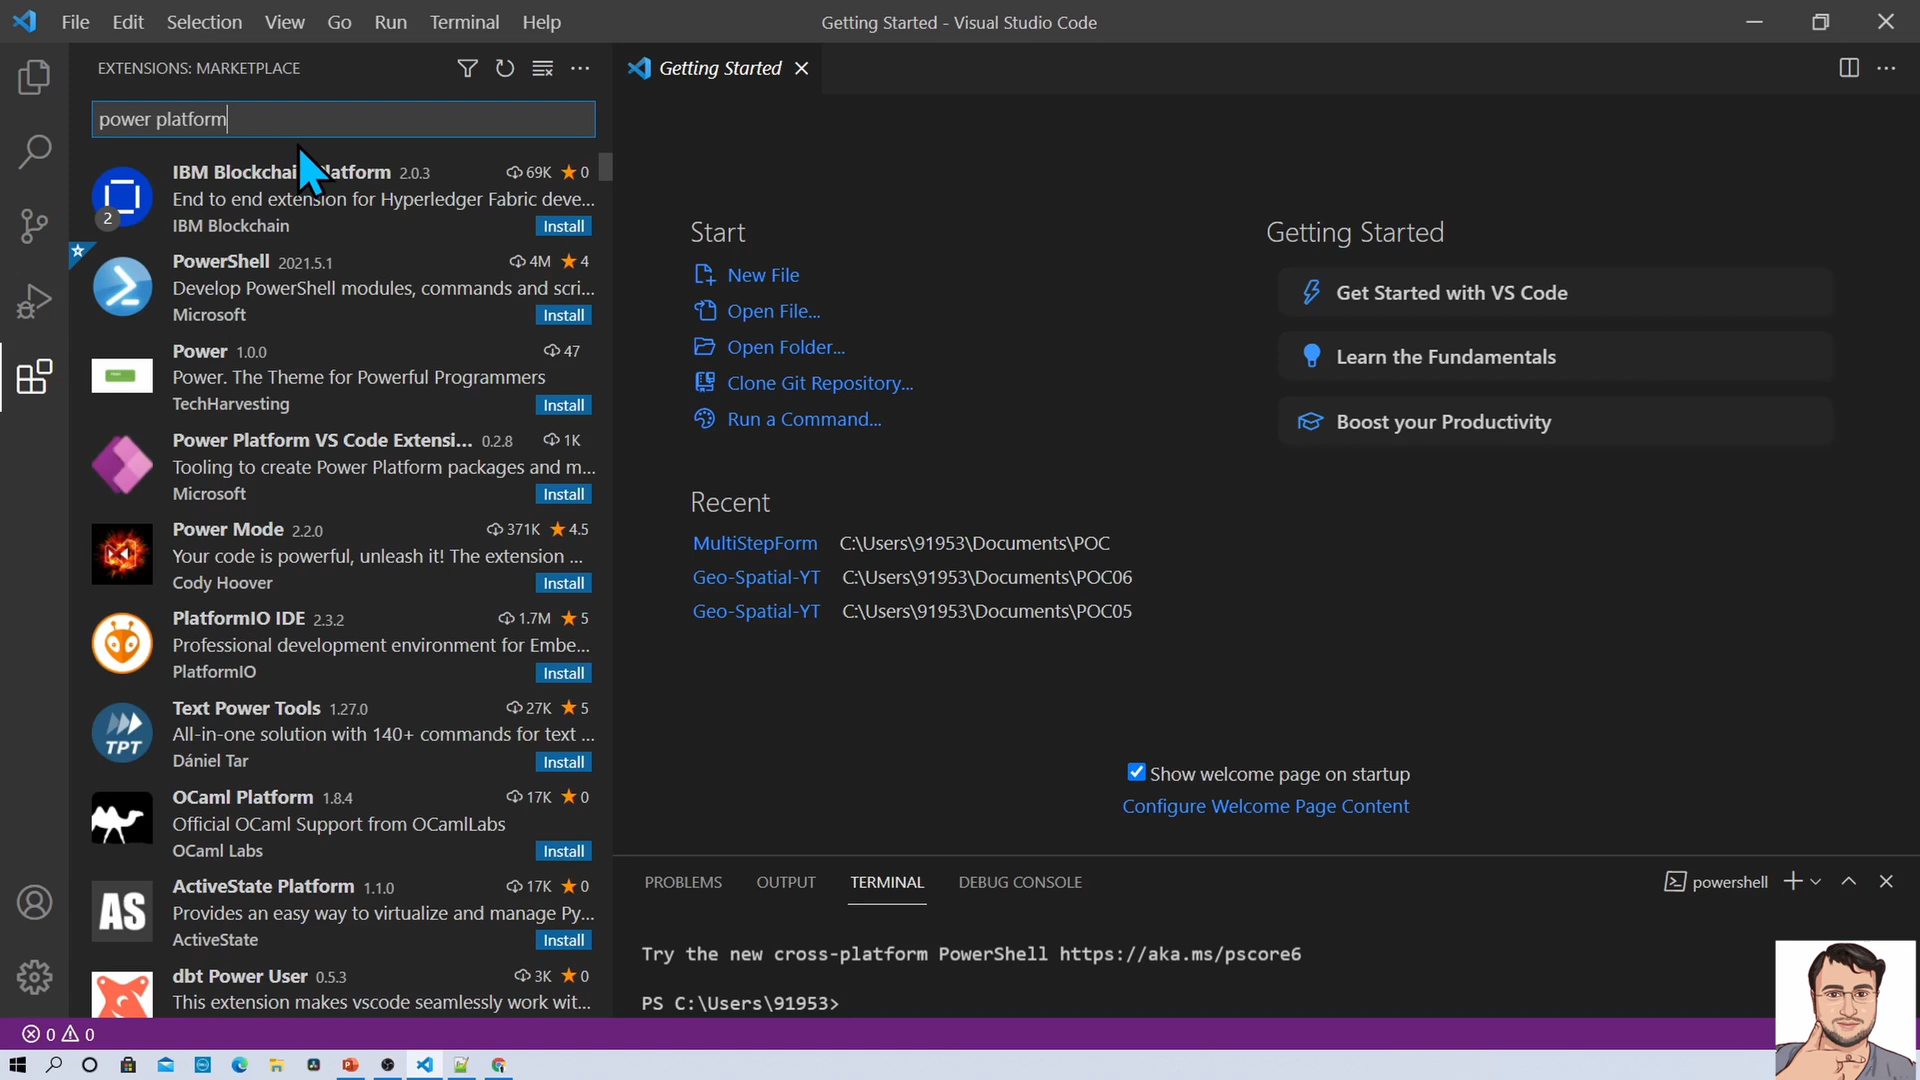 File Edit Selection View Go Run Terminal Help
Getting Started - Visual Studio Code
EXTENSIONS: MARKETPLACE
power platform
IBM Blockchai atform 2.0.3 69K 0
End to end extension for Hyperledger Fabric deve...
IBM Blockchain Install
2
PowerShell 2021.5.1 4M 4
Develop PowerShell modules, commands and scri...
Microsoft Install
Power 1.0.0 47
Power. The Theme for Powerful Programmers
TechHarvesting Install
Power Platform VS Code Extensi... 0.2.8 1K
Tooling to create Power Platform packages and m...
Microsoft Install
Power Mode 2.2.0 371K 4.5
Your code is powerful, unleash it! The extension ...
Cody Hoover Install
PlatformIO IDE 2.3.2 1.7M 5
Professional development environment for Embe...
PlatformIO Install
Text Power Tools 1.27.0 27K 5
All-in-one solution with 140+ commands for text ...
Dániel Tar Install
TPT
OCaml Platform 1.8.4 17K 0
Official OCaml Support from OCamlLabs
OCaml Labs Install
ActiveState Platform 1.1.0 17K 0
Provides an easy way to virtualize and manage Py...
ActiveState Install
AS
dbt Power User 0.5.3 3K 0
This extension makes vscode seamlessly work wit...
Getting Started
Start
New File
Open File...
Open Folder...
Clone Git Repository...
Run a Command...
Recent
MultiStepForm C:\Users\91953\Documents\POC
Geo-Spatial-YT C:\Users\91953\Documents\POC06
Geo-Spatial-YT C:\Users\91953\Documents\POC05
Getting Started
Get Started with VS Code
Learn the Fundamentals
Boost your Productivity
Show welcome page on startup
Configure Welcome Page Content
PROBLEMS OUTPUT TERMINAL DEBUG CONSOLE
powershell
Try the new cross-platform PowerShell https://aka.ms/pscore6
PS C:\Users\91953>
0 0